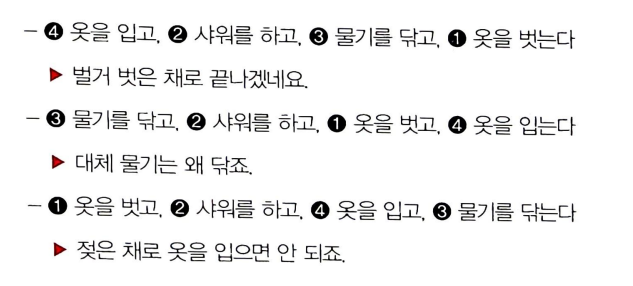 – ❹ 옷을 입고, ❷ 샤워를 하고, ❸ 물기를 닦고, ❶ 옷을 벗는다
▶ 벌거 벗은 채로 끝나겠네요.
– ❸ 물기를 닦고, ❷ 샤워를 하고, ❶ 옷을 벗고, ❹ 옷을 입는다
▶ 대체 물기는 왜 닦죠.
– ❶ 옷을 벗고, ❷ 샤워를 하고, ❹ 옷을 입고, ❸ 물기를 닦는다
▶ 젖은 채로 옷을 입으면 안 되죠.